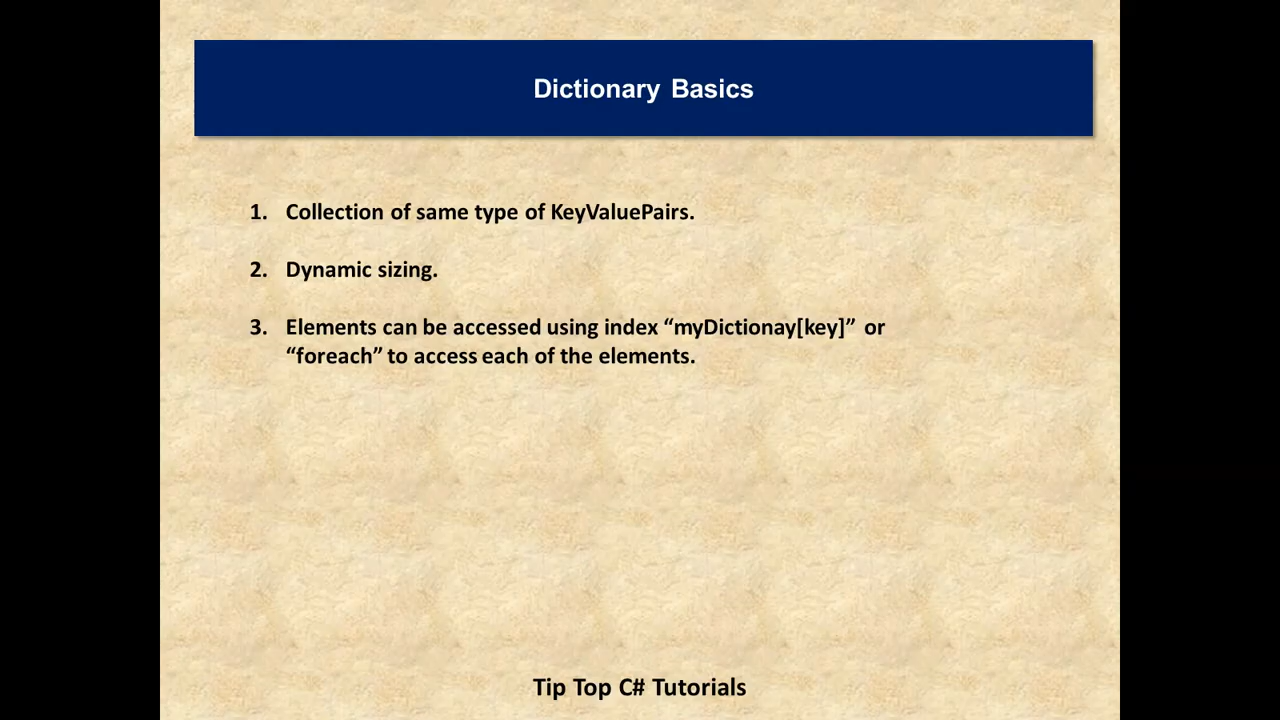 Dictionary Basics
1. Collection of same type of KeyValuePairs.
2. Dynamic sizing.
3. Elements can be accessed using index “myDictionay[key]” or
“foreach” to access each of the elements.
Tip Top C# Tutorials